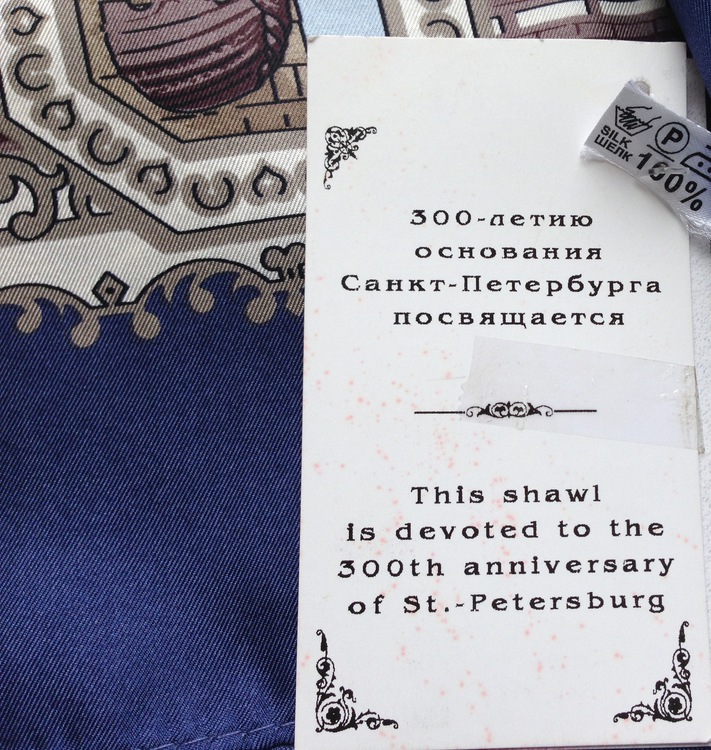 300-летию
основания
Санкт-Петербурга
посвящается
This shawl
is devoted to the
300th anniversary
of St.-Petersburg
P
SILK
ШЕЛК
100%